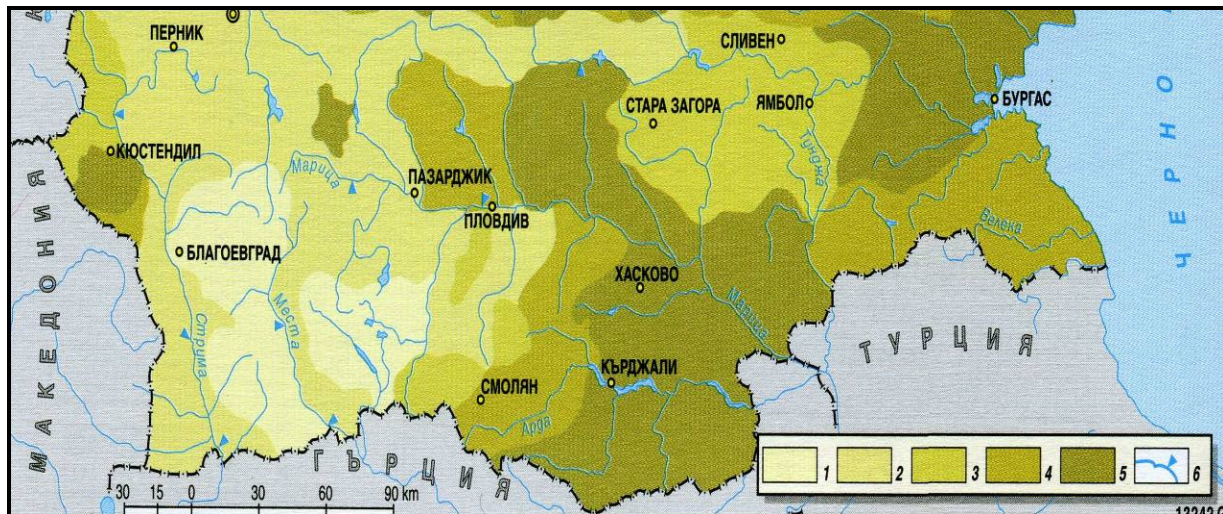 ПЕРНИК
СЛИВЕН
СТАРА ЗАГОРА
ЯМБОЛ
БУРГАС
Тунджа
КЮСТЕНДИЛ
Марица
ПАЗАРДЖИК
ПЛОВДИВ
Велека
БЛАГОЕВГРАД
ХАСКОВО
Марица
Струма
Места
МАКЕДОНИЯ
ЧЕРНО
ТУРЦИЯ
КЪРДЖАЛИ
СМОЛЯН
Арда
ГЪРЦИЯ
1 2 3 4 5 6
30 15 0 30 60 90 km